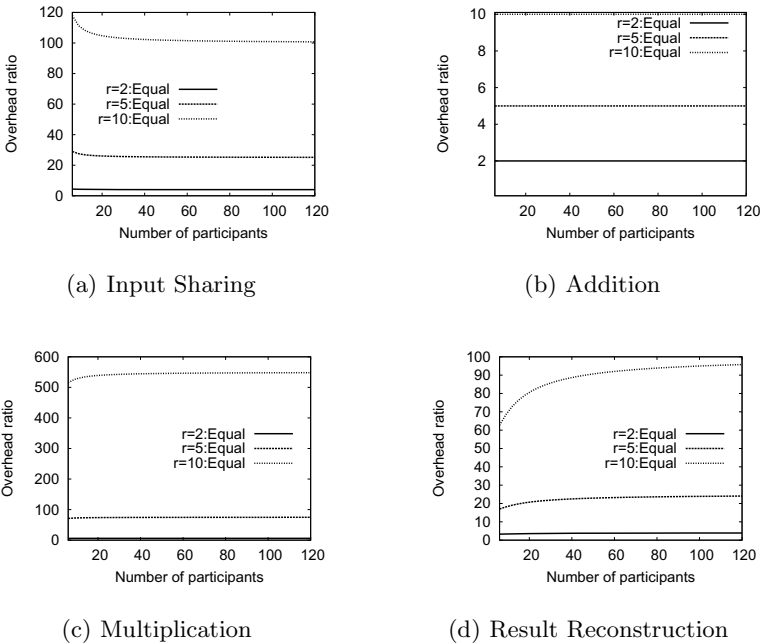 120
100
80
60
40
20
0
Overhead ratio
r=2:Equal
r=5:Equal
r=10:Equal
20 40 60 80 100 120
Number of participants
(a) Input Sharing
10
8
6
4
2
Overhead ratio
r=2:Equal
r=5:Equal
r=10:Equal
20 40 60 80 100 120
Number of participants
(b) Addition
600
500
400
300
200
100
0
Overhead ratio
r=2:Equal
r=5:Equal
r=10:Equal
20 40 60 80 100 120
Number of participants
(c) Multiplication
100
90
80
70
60
50
40
30
20
10
0
Overhead ratio
r=2:Equal
r=5:Equal
r=10:Equal
20 40 60 80 100 120
Number of participants
(d) Result Reconstruction